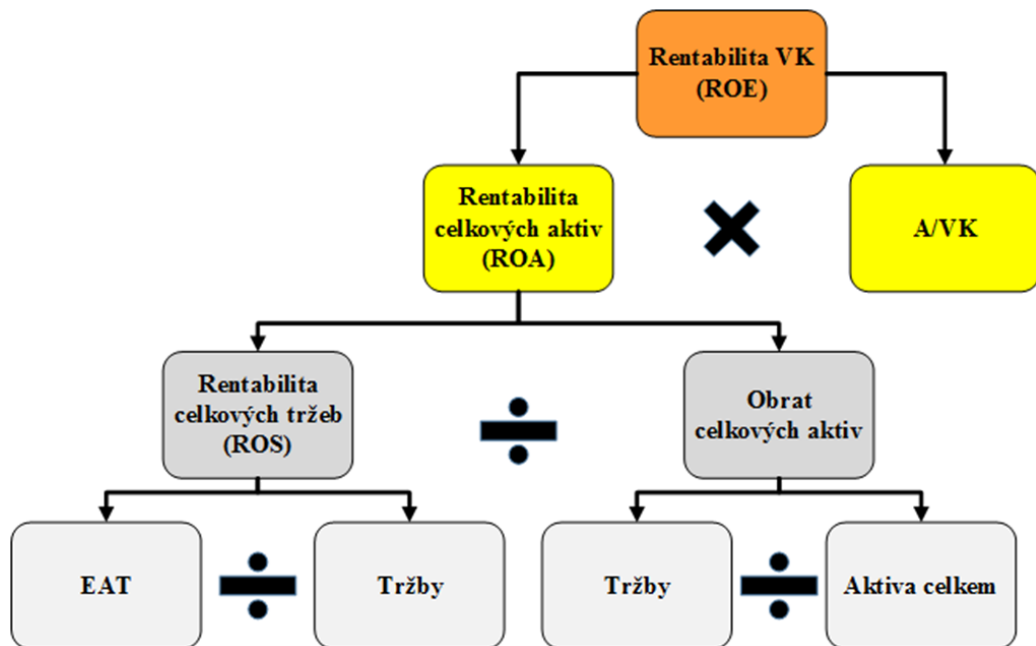 Rentabilita VK
(ROE)
Rentabilita
celkových aktiv
(ROA)
A/VK
Rentabilita
celkových tržeb
(ROS)
Obrat
celkových aktiv
EAT
Tržby
Tržby
Aktiva celkem